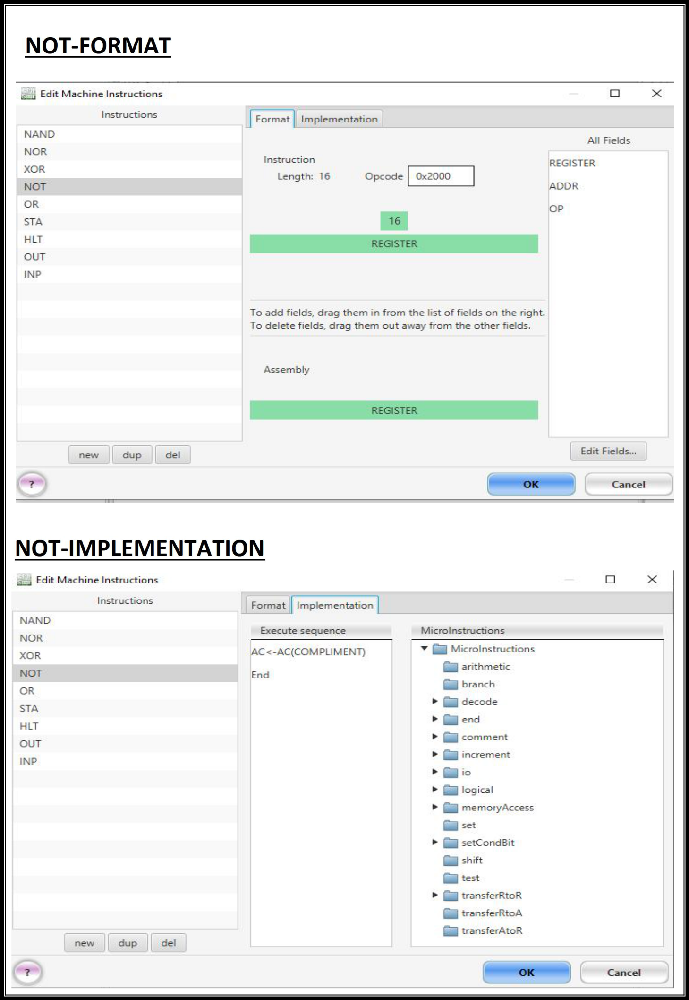 NOT-FORMAT
Edit Machine Instructions
Instructions
NAND
NOR
XOR
NOT
OR
STA
HLT
OUT
INP
new dup del
Format Implementation
Instruction
Length: 16 Opcode 0x2000
16
REGISTER
To add fields, drag them in from the list of fields on the right.
To delete fields, drag them out away from the other fields.
Assembly
REGISTER
All Fields
REGISTER
ADDR
OP
Edit Fields...
?
OK Cancel
NOT-IMPLEMENTATION
Edit Machine Instructions
Instructions
NAND
NOR
XOR
NOT
OR
STA
HLT
OUT
INP
new dup del
Format Implementation
Execute sequence
AC<-AC(COMPLIMENT)
End
MicroInstructions
MicroInstructions
arithmetic
branch
decode
end
comment
increment
io
logical
memoryAccess
set
setCondBit
shift
test
transferRtoR
transferRtoA
transferAtoR
?
OK Cancel